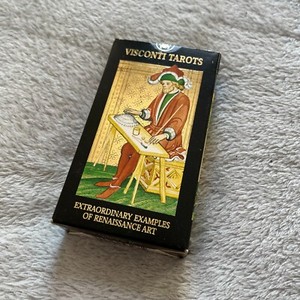 VISCONTI TAROTS
EXTRAORDINARY EXAMPLES
OF RENAISSANCE ART